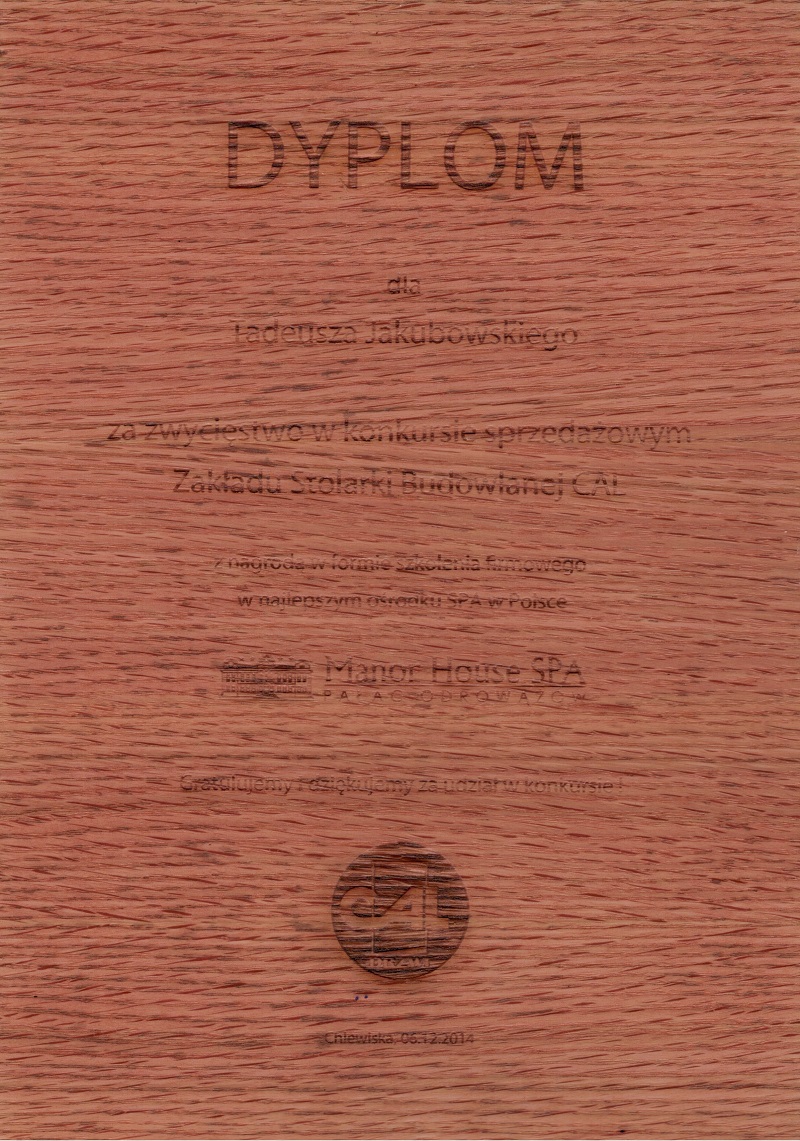 DYPLOM
dla
Tadeusza Jakubowskiego
za zwycięstwo w konkursie sprzedażowym
Zakładu Stolarki Budowlanej CAL
z nagrodą w formie szkolenia firmowego
w najlepszym ośrodku SPA w Polsce
Manor House SPA
PAŁAC ODROWĄŻÓW
Gratulujemy i dziękujemy za udział w konkursie !
CAL
DRZWI
Chlewiska, 06.12.2014